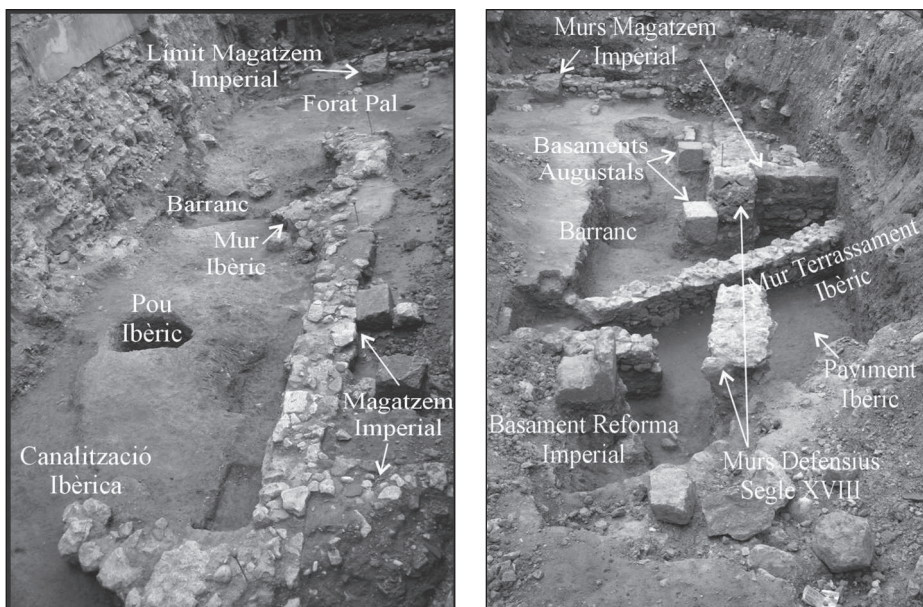 Límit Magatzem
Imperial
Forat Pal
Barranc
Mur
Ibèric
Pou
Ibèric
Magatzem
Imperial
Canalització
Ibèrica
Murs Magatzem
Imperial
Basaments
Augustals
Barranc
Mur Terrassament
Ibèric
Paviment
Ibèric
Basament Reforma
Imperial
Murs Defensius
Segle XVIII